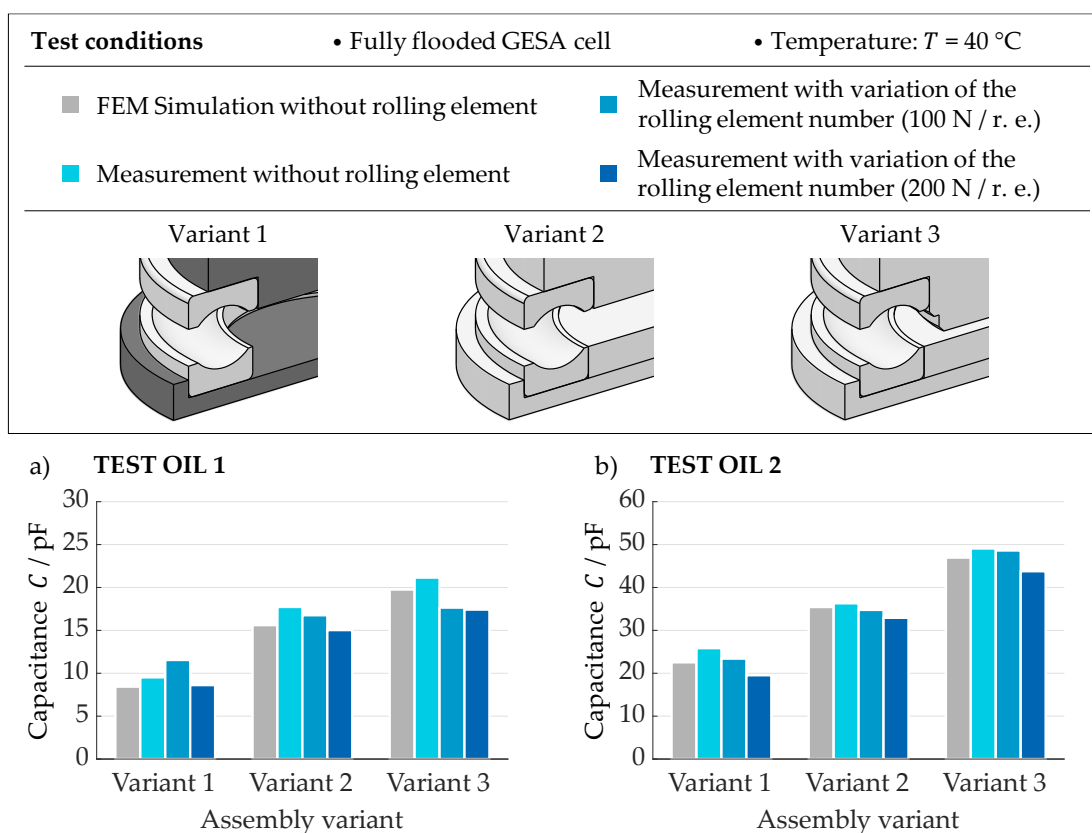 Test conditions • Fully flooded GESA cell • Temperature: T = 40 °C
FEM Simulation without rolling element
Measurement with variation of the
rolling element number (100 N / r. e.)
Measurement without rolling element
Measurement with variation of the
rolling element number (200 N / r. e.)
Variant 1 Variant 2 Variant 3
a) TEST OIL 1
30
25
20
15
10
5
0
Capacitance C / pF
Variant 1 Variant 2 Variant 3
Assembly variant
b) TEST OIL 2
60
50
40
30
20
10
0
Capacitance C / pF
Variant 1 Variant 2 Variant 3
Assembly variant